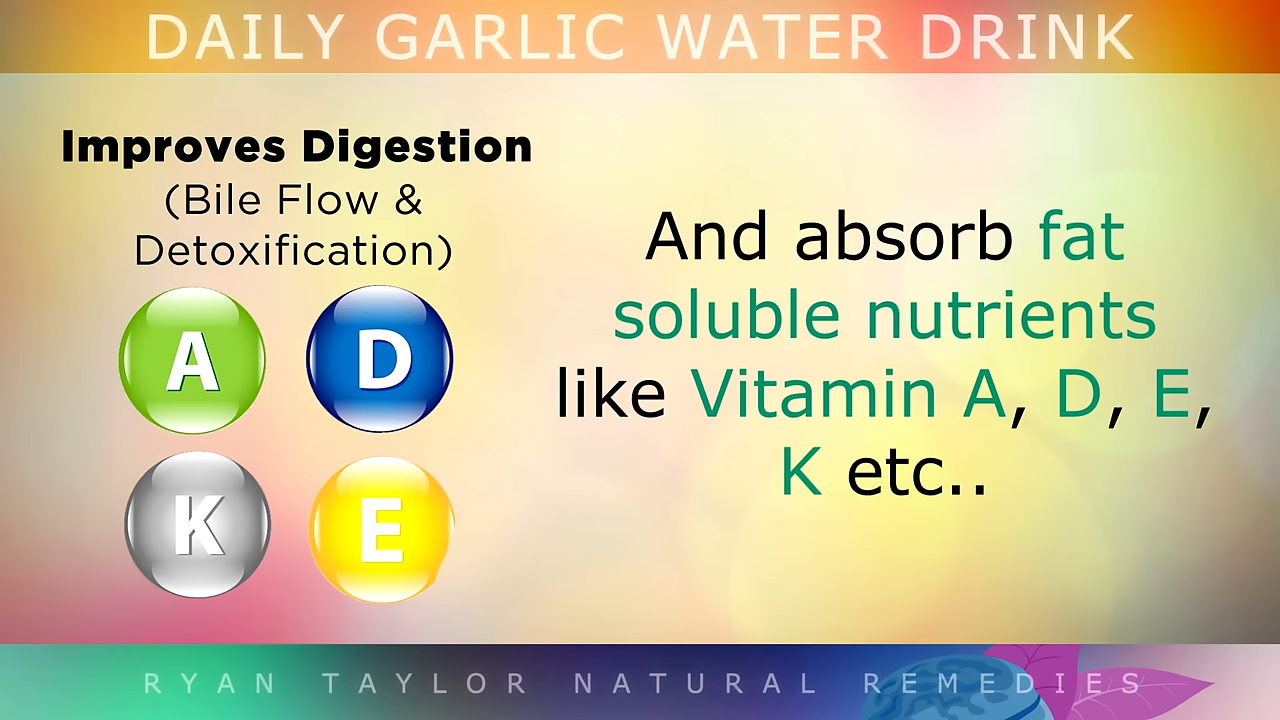 DAILY GARLIC WATER DRINK
Improves Digestion
(Bile Flow &
Detoxification)
A D
K E
And absorb fat
soluble nutrients
like Vitamin A, D, E,
K etc..
RYAN TAYLOR NATURAL REMEDIES